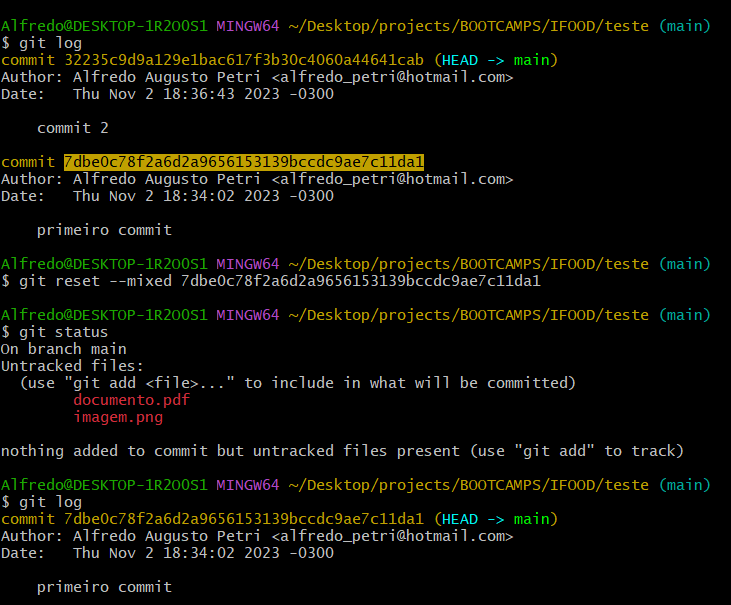 Alfredo@DESKTOP-1R2O0S1 MINGW64 ~/Desktop/projects/BOOTCAMPS/IFOOD/teste (main)
$ git log
commit 32235c9d9a129e1bac617f3b30c4060a44641cab (HEAD -> main)
Author: Alfredo Augusto Petri <alfredo_petri@hotmail.com>
Date:   Thu Nov 2 18:36:43 2023 -0300
    commit 2
commit 7dbe0c78f2a6d2a9656153139bccdc9ae7c11da1
Author: Alfredo Augusto Petri <alfredo_petri@hotmail.com>
Date:   Thu Nov 2 18:34:02 2023 -0300
    primeiro commit
Alfredo@DESKTOP-1R2O0S1 MINGW64 ~/Desktop/projects/BOOTCAMPS/IFOOD/teste (main)
$ git reset --mixed 7dbe0c78f2a6d2a9656153139bccdc9ae7c11da1
Alfredo@DESKTOP-1R2O0S1 MINGW64 ~/Desktop/projects/BOOTCAMPS/IFOOD/teste (main)
$ git status
On branch main
Untracked files:
  (use "git add <file>..." to include in what will be committed)
        documento.pdf
        imagem.png
nothing added to commit but untracked files present (use "git add" to track)
Alfredo@DESKTOP-1R2O0S1 MINGW64 ~/Desktop/projects/BOOTCAMPS/IFOOD/teste (main)
$ git log
commit 7dbe0c78f2a6d2a9656153139bccdc9ae7c11da1 (HEAD -> main)
Author: Alfredo Augusto Petri <alfredo_petri@hotmail.com>
Date:   Thu Nov 2 18:34:02 2023 -0300
    primeiro commit